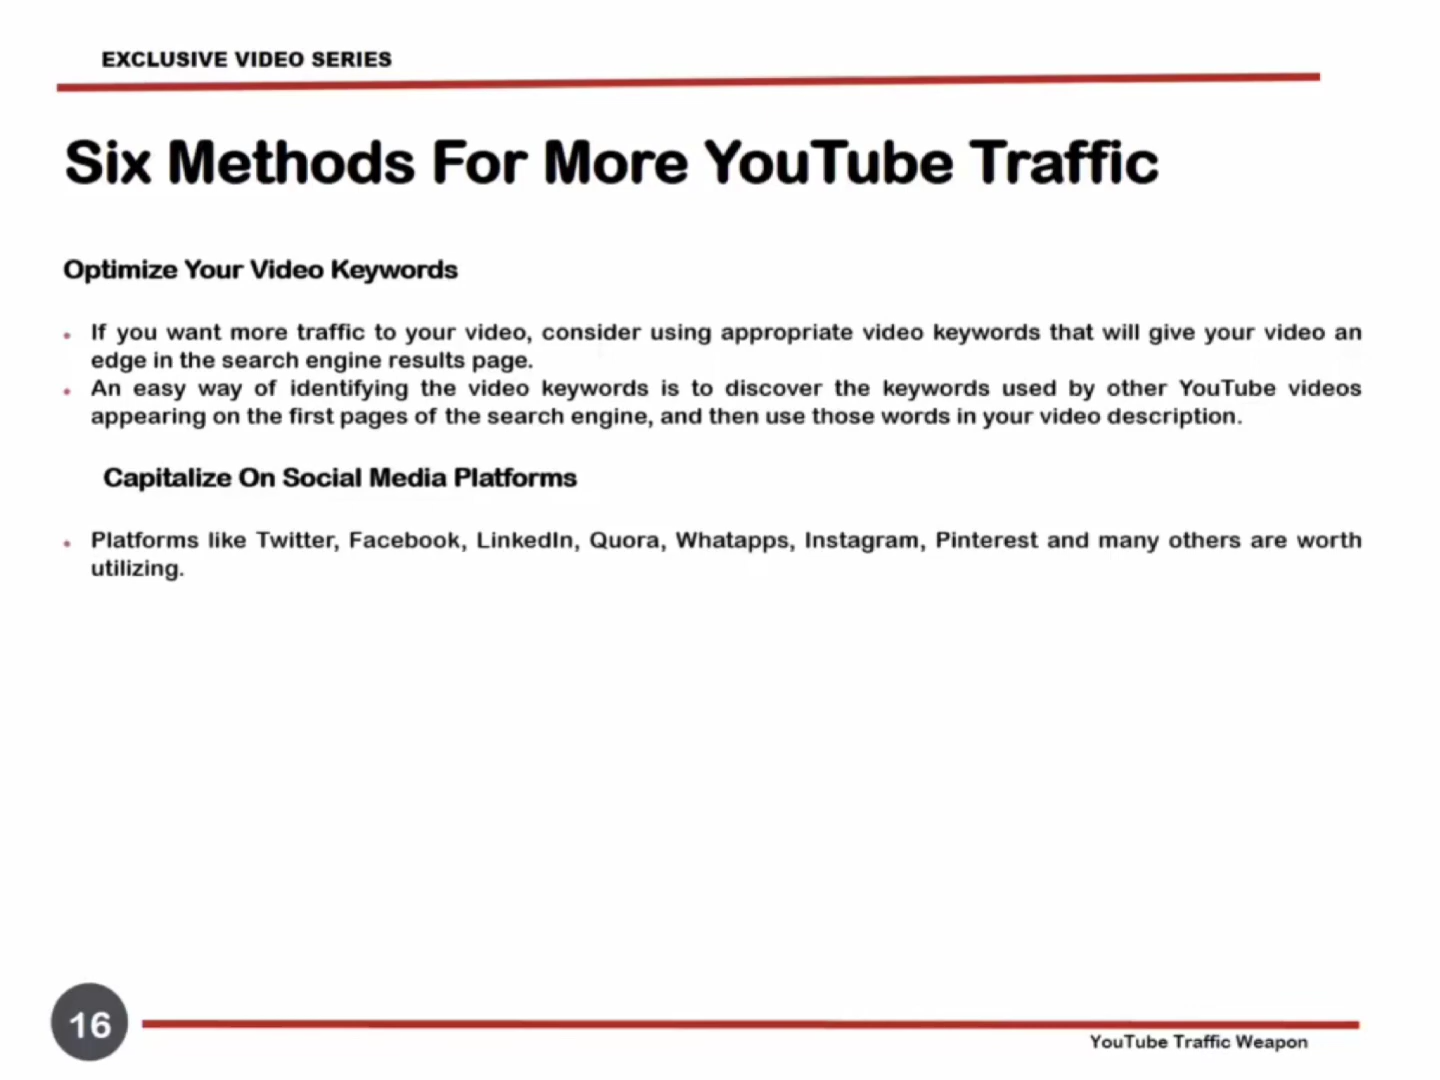 EXCLUSIVE VIDEO SERIES
Six Methods For More YouTube Traffic
Optimize Your Video Keywords
• If you want more traffic to your video, consider using appropriate video keywords that will give your video an
edge in the search engine results page.
• An easy way of identifying the video keywords is to discover the keywords used by other YouTube videos
appearing on the first pages of the search engine, and then use those words in your video description.
Capitalize On Social Media Platforms
• Platforms like Twitter, Facebook, LinkedIn, Quora, Whatapps, Instagram, Pinterest and many others are worth
utilizing.
16
YouTube Traffic Weapon